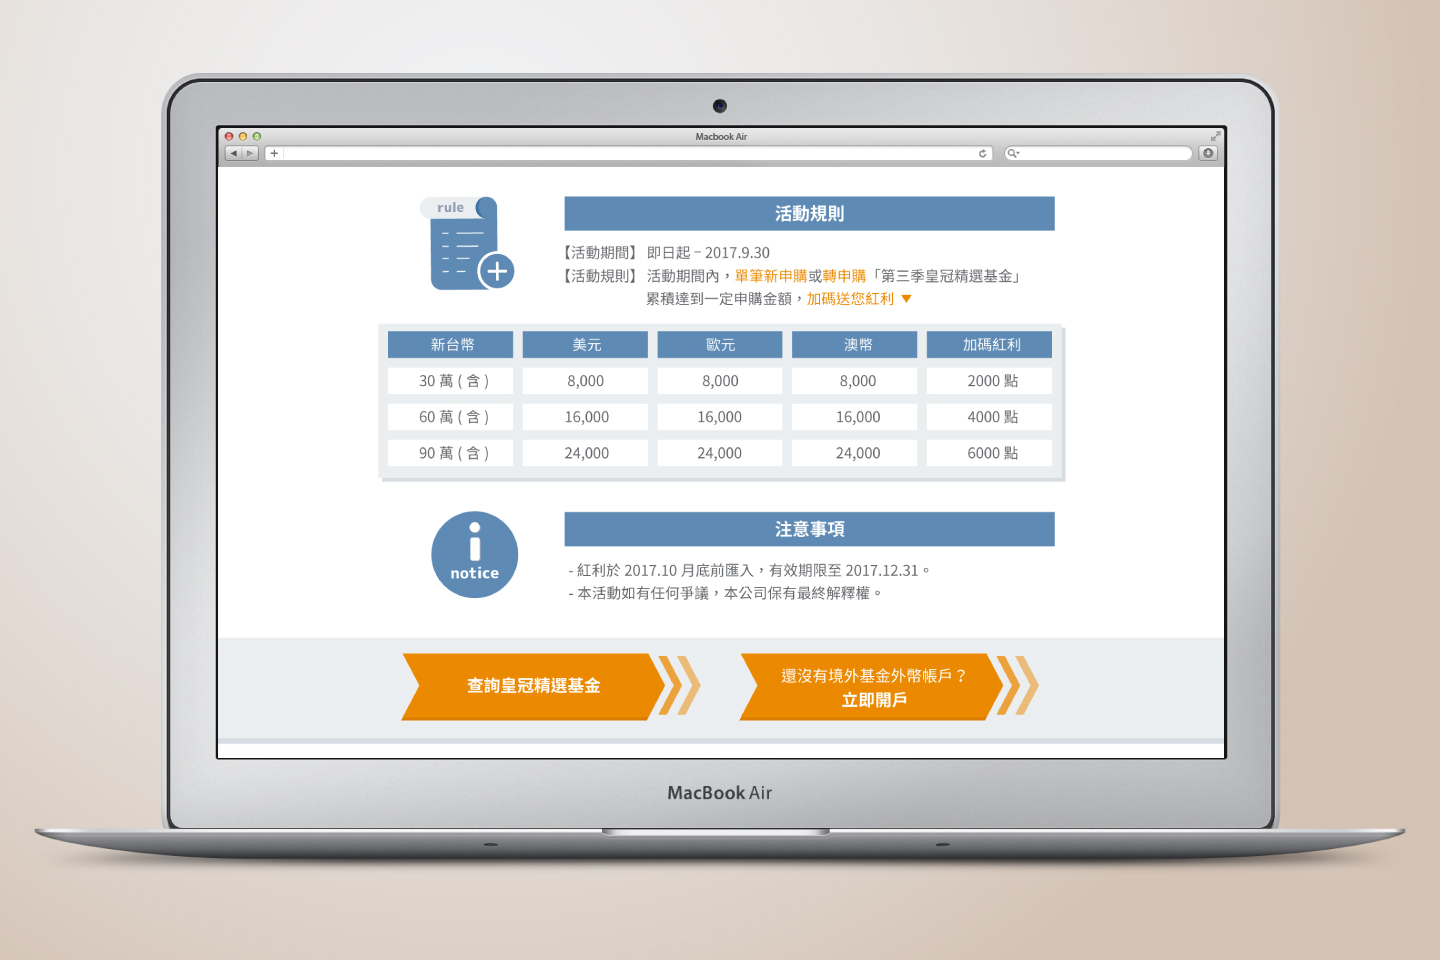 Macbook Air
rule
活動規則
【活動期間】 即日起 – 2017.9.30
【活動規則】 活動期間內，單筆新申購或轉申購「第三季皇冠精選基金」
累積達到一定申購金額，加碼送您紅利 ▼
新台幣 美元 歐元 澳幣 加碼紅利
30 萬 ( 含 ) 8,000 8,000 8,000 2000 點
60 萬 ( 含 ) 16,000 16,000 16,000 4000 點
90 萬 ( 含 ) 24,000 24,000 24,000 6000 點
notice
注意事項
- 紅利於 2017.10 月底前匯入，有效期限至 2017.12.31。
- 本活動如有任何爭議，本公司保有最終解釋權。
查詢皇冠精選基金
還沒有境外基金外幣帳戶？
立即開戶
MacBook Air